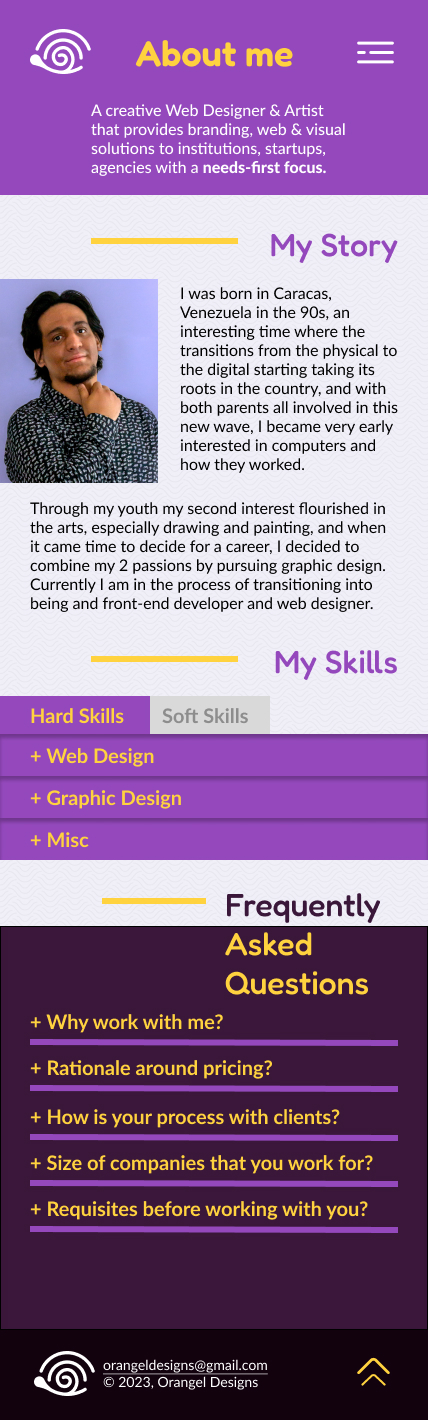 About me
A creative Web Designer & Artist
that provides branding, web & visual
solutions to institutions, startups,
agencies with a needs-first focus.
My Story
I was born in Caracas,
Venezuela in the 90s, an
interesting time where the
transitions from the physical to
the digital starting taking its
roots in the country, and with
both parents all involved in this
new wave, I became very early
interested in computers and
how they worked.
Through my youth my second interest flourished in
the arts, especially drawing and painting, and when
it came time to decide for a career, I decided to
combine my 2 passions by pursuing graphic design.
Currently I am in the process of transitioning into
being and front-end developer and web designer.
My Skills
Hard Skills Soft Skills
+ Web Design
+ Graphic Design
+ Misc
Frequently
Asked
Questions
+ Why work with me?
+ Rationale around pricing?
+ How is your process with clients?
+ Size of companies that you work for?
+ Requisites before working with you?
orangeldesigns@gmail.com
© 2023, Orangel Designs